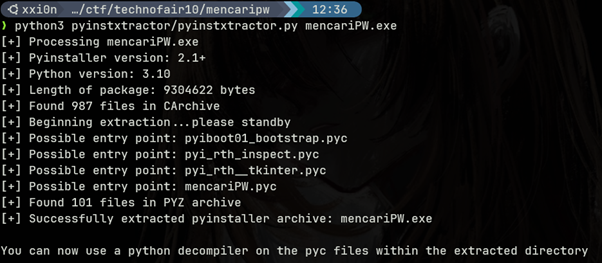 xxi0n …/ctf/technofair10/mencaripw 12:36
❯ python3 pyinstxtractor/pyinstxtractor.py mencariPW.exe
[+] Processing mencariPW.exe
[+] Pyinstaller version: 2.1+
[+] Python version: 3.10
[+] Length of package: 9304622 bytes
[+] Found 987 files in CArchive
[+] Beginning extraction...please standby
[+] Possible entry point: pyiboot01_bootstrap.pyc
[+] Possible entry point: pyi_rth_inspect.pyc
[+] Possible entry point: pyi_rth__tkinter.pyc
[+] Possible entry point: mencariPW.pyc
[+] Found 101 files in PYZ archive
[+] Successfully extracted pyinstaller archive: mencariPW.exe
You can now use a python decompiler on the pyc files within the extracted directory